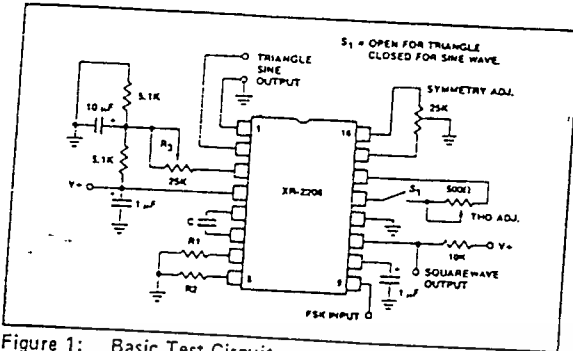 S₁ = OPEN FOR TRIANGLE
CLOSED FOR SINE WAVE.
TRIANGLE
SINE
OUTPUT
SYMMETRY ADJ.
25K
5.1K
10 µF
+
R3
25K
5.1K
V+
+
1 µF
C
R1
R2
1
16
XR-2206
8
9
S₁
500Ω
THD ADJ.
V+
10K
SQUAREWAVE
OUTPUT
+
1 µF
FSK INPUT
Figure 1: Basic Test Circuit